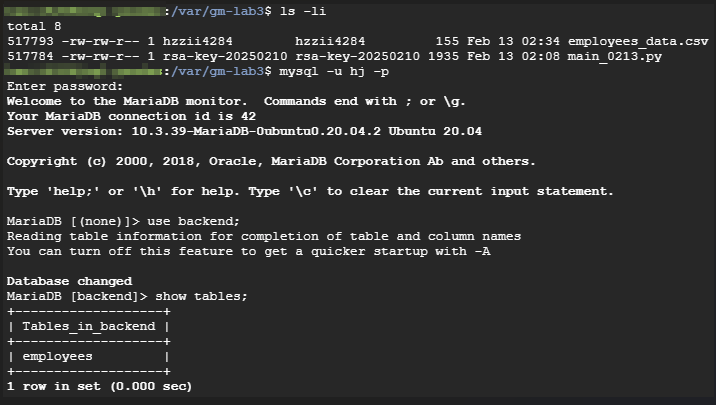 :/var/gm-lab3$ ls -li
total 8
517793 -rw-rw-r-- 1 hzzii4284        hzzii4284         155 Feb 13 02:34 employees_data.csv
517784 -rw-rw-r-- 1 rsa-key-20250210 rsa-key-20250210 1935 Feb 13 02:08 main_0213.py
:/var/gm-lab3$ mysql -u hj -p
Enter password:
Welcome to the MariaDB monitor.  Commands end with ; or \g.
Your MariaDB connection id is 42
Server version: 10.3.39-MariaDB-0ubuntu0.20.04.2 Ubuntu 20.04
Copyright (c) 2000, 2018, Oracle, MariaDB Corporation Ab and others.
Type 'help;' or '\h' for help. Type '\c' to clear the current input statement.
MariaDB [(none)]> use backend;
Reading table information for completion of table and column names
You can turn off this feature to get a quicker startup with -A
Database changed
MariaDB [backend]> show tables;
+-------------------+
| Tables_in_backend |
+-------------------+
| employees         |
+-------------------+
1 row in set (0.000 sec)